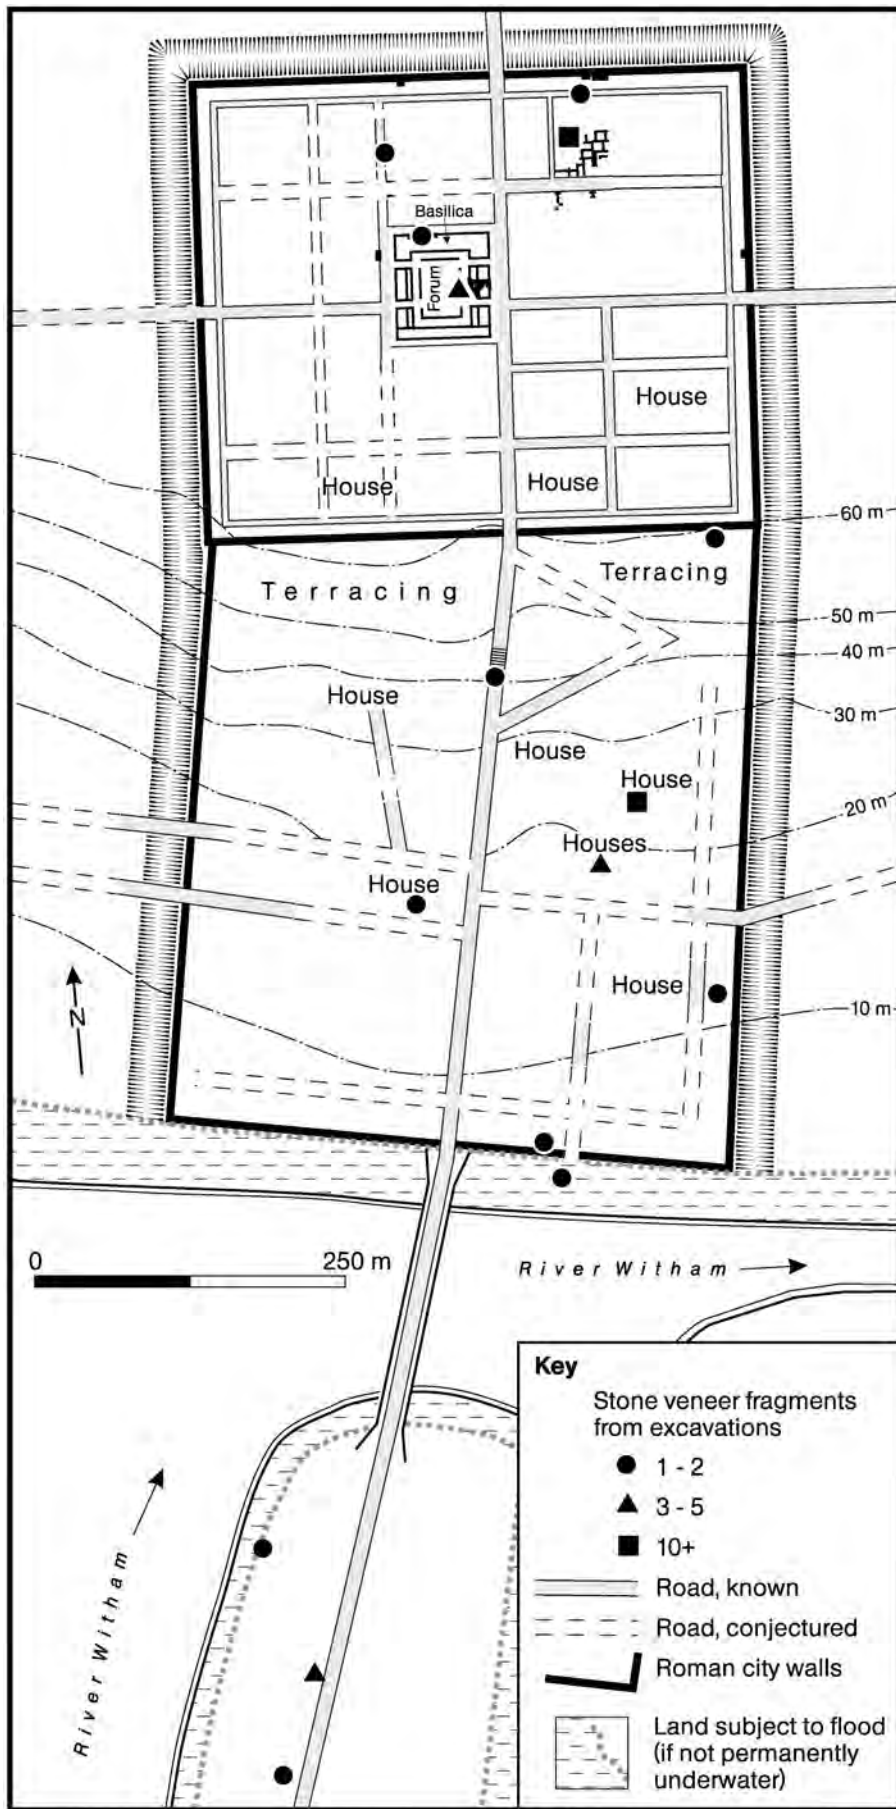 Basilica
Forum
House
House
House
60 m
Terracing
Terracing
50 m
40 m
House
30 m
House
House
20 m
Houses
House
House
10 m
N
0 250 m
River Witham
River Witham
Key
Stone veneer fragments
from excavations
1 - 2
3 - 5
10+
Road, known
Road, conjectured
Roman city walls
Land subject to flood
(if not permanently
underwater)